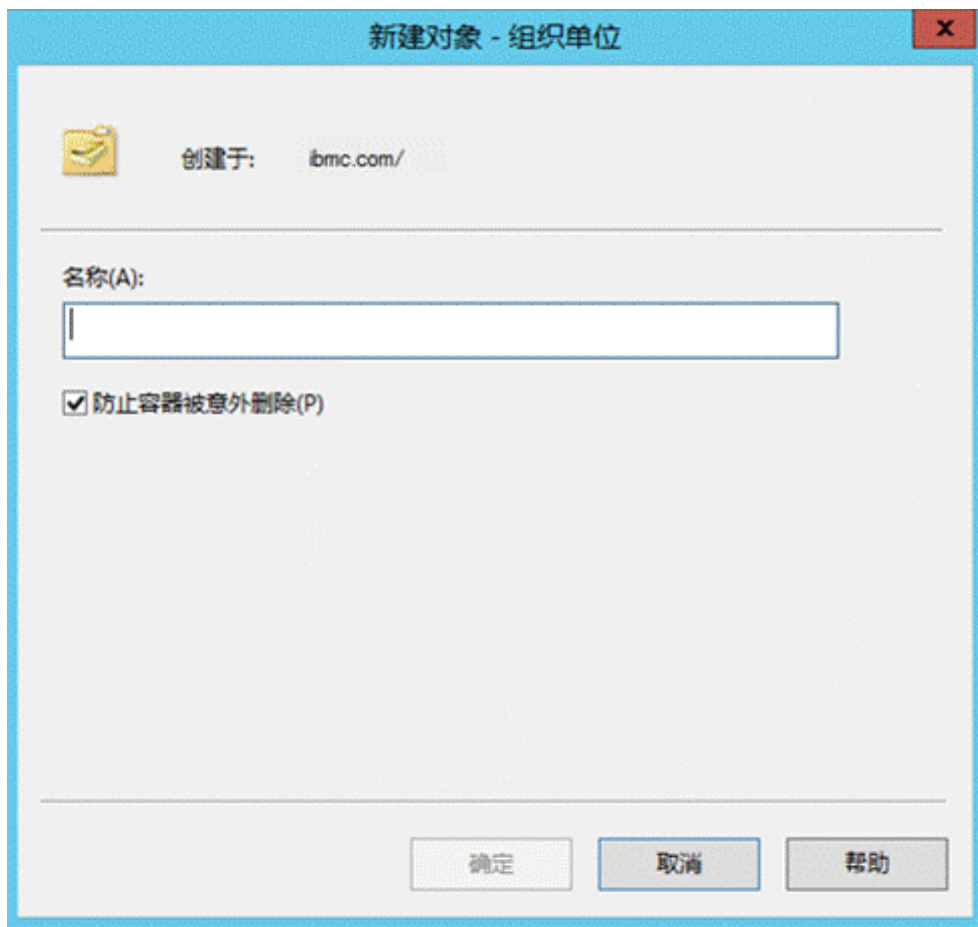 新建对象 - 组织单位
x
创建于: ibmc.com/
名称(A):
防止容器被意外删除(P)
确定 取消 帮助